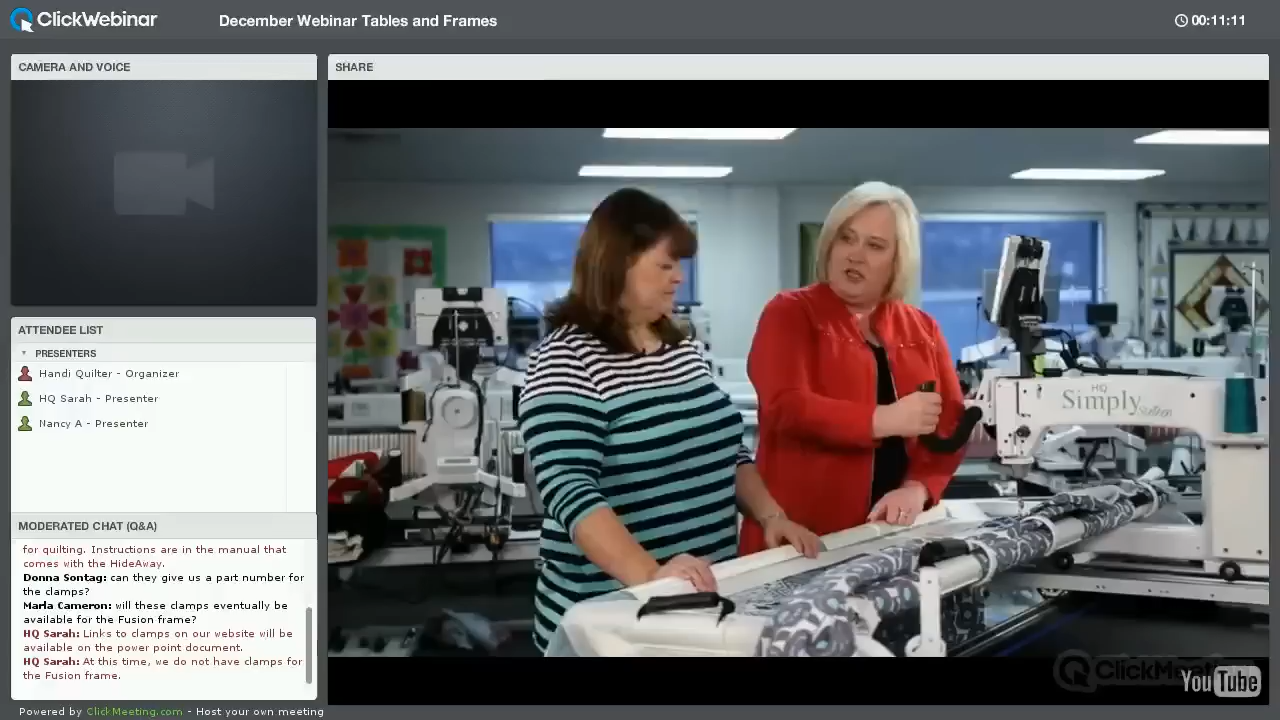 ClickWebinar
December Webinar Tables and Frames
00:11:11
CAMERA AND VOICE
SHARE
ATTENDEE LIST
PRESENTERS
Handi Quilter - Organizer
HQ Sarah - Presenter
Nancy A - Presenter
MODERATED CHAT (Q&A)
for quilting. Instructions are in the manual that
comes with the HideAway.
Donna Sontag: can they give us a part number for
the clamps?
Marla Cameron: will these clamps eventually be
available for the Fusion frame?
HQ Sarah: Links to clamps on our website will be
available on the power point document.
HQ Sarah: At this time, we do not have clamps for
the Fusion frame.
HQ
Simply
Sixteen
ClickMeeting
YouTube
Powered by ClickMeeting.com - Host your own meeting